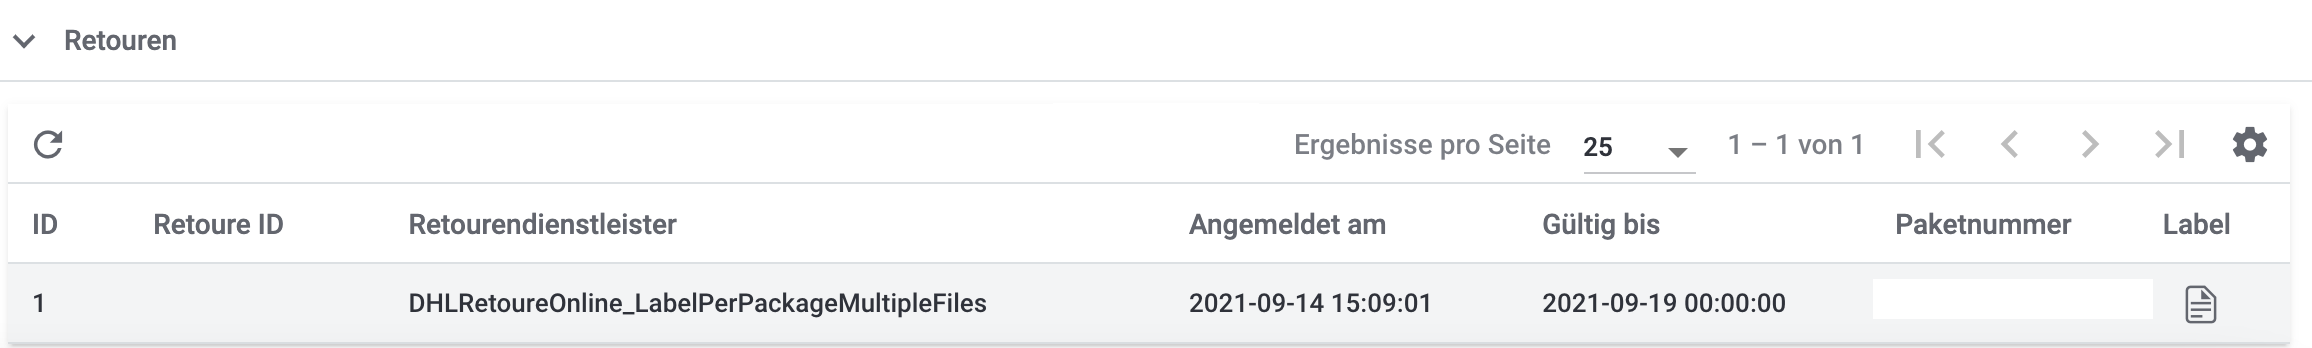 Retouren
Ergebnisse pro Seite 25 1 – 1 von 1
ID Retoure ID Retourendienstleister Angemeldet am Gültig bis Paketnummer Label
1 DHLRetoureOnline_LabelPerPackageMultipleFiles 2021-09-14 15:09:01 2021-09-19 00:00:00